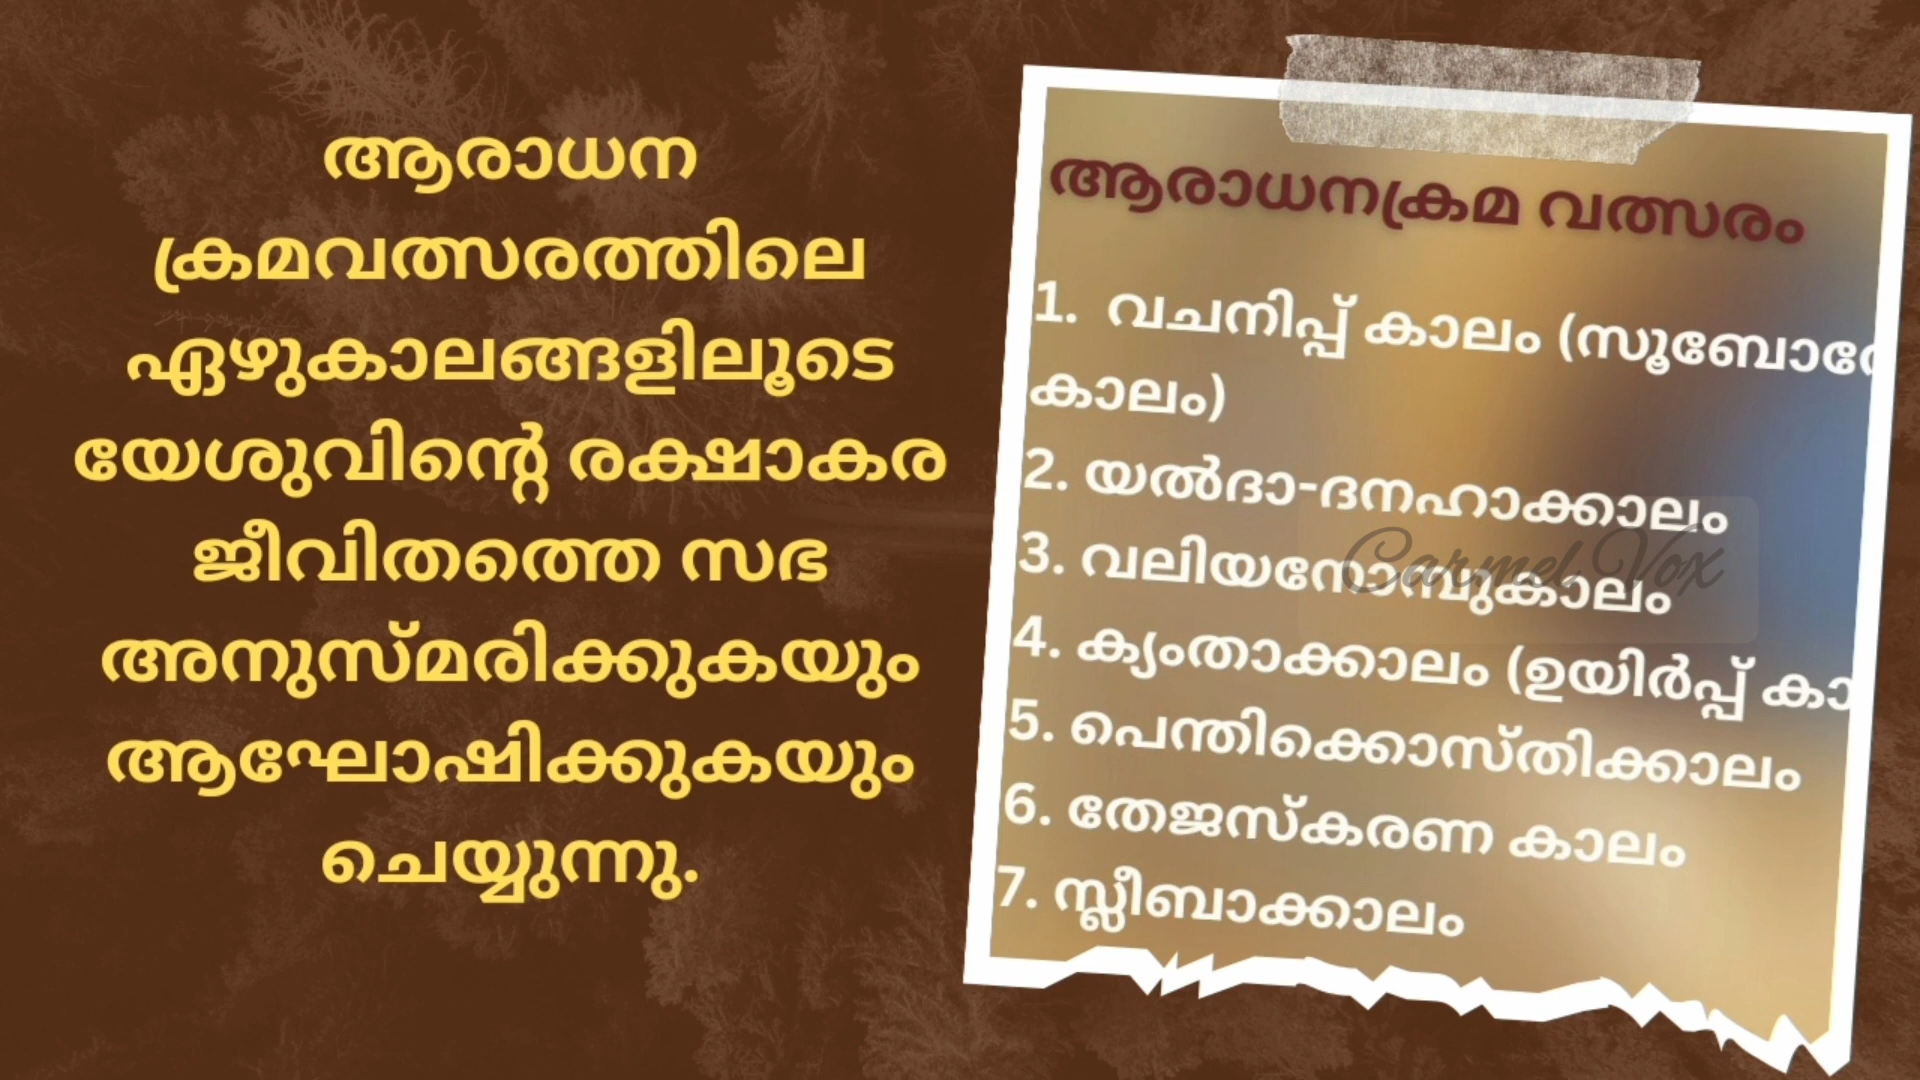 ആരാധന
ക്രമവത്സരത്തിലെ
ഏഴുകാലങ്ങളിലൂടെ
യേശുവിന്റെ രക്ഷാകര
ജീവിതത്തെ സഭ
അനുസ്മരിക്കുകയും
ആഘോഷിക്കുകയും
ചെയ്യുന്നു.
ആരാധനക്രമ വത്സരം
1. വചനിപ്പ് കാലം
കാലം)
2. യൽദാ-ദനഹാക്കാലം
3. വലിയനോമ്പുകാലം
4. ക്യംതാക്കാലം (ഉയിർപ്പ്
5. പെന്തിക്കൊസ്തിക്കാലം
6. തേജസ്കരണ കാലം
7. സ്ലീബാക്കാലം
Carmel Vox